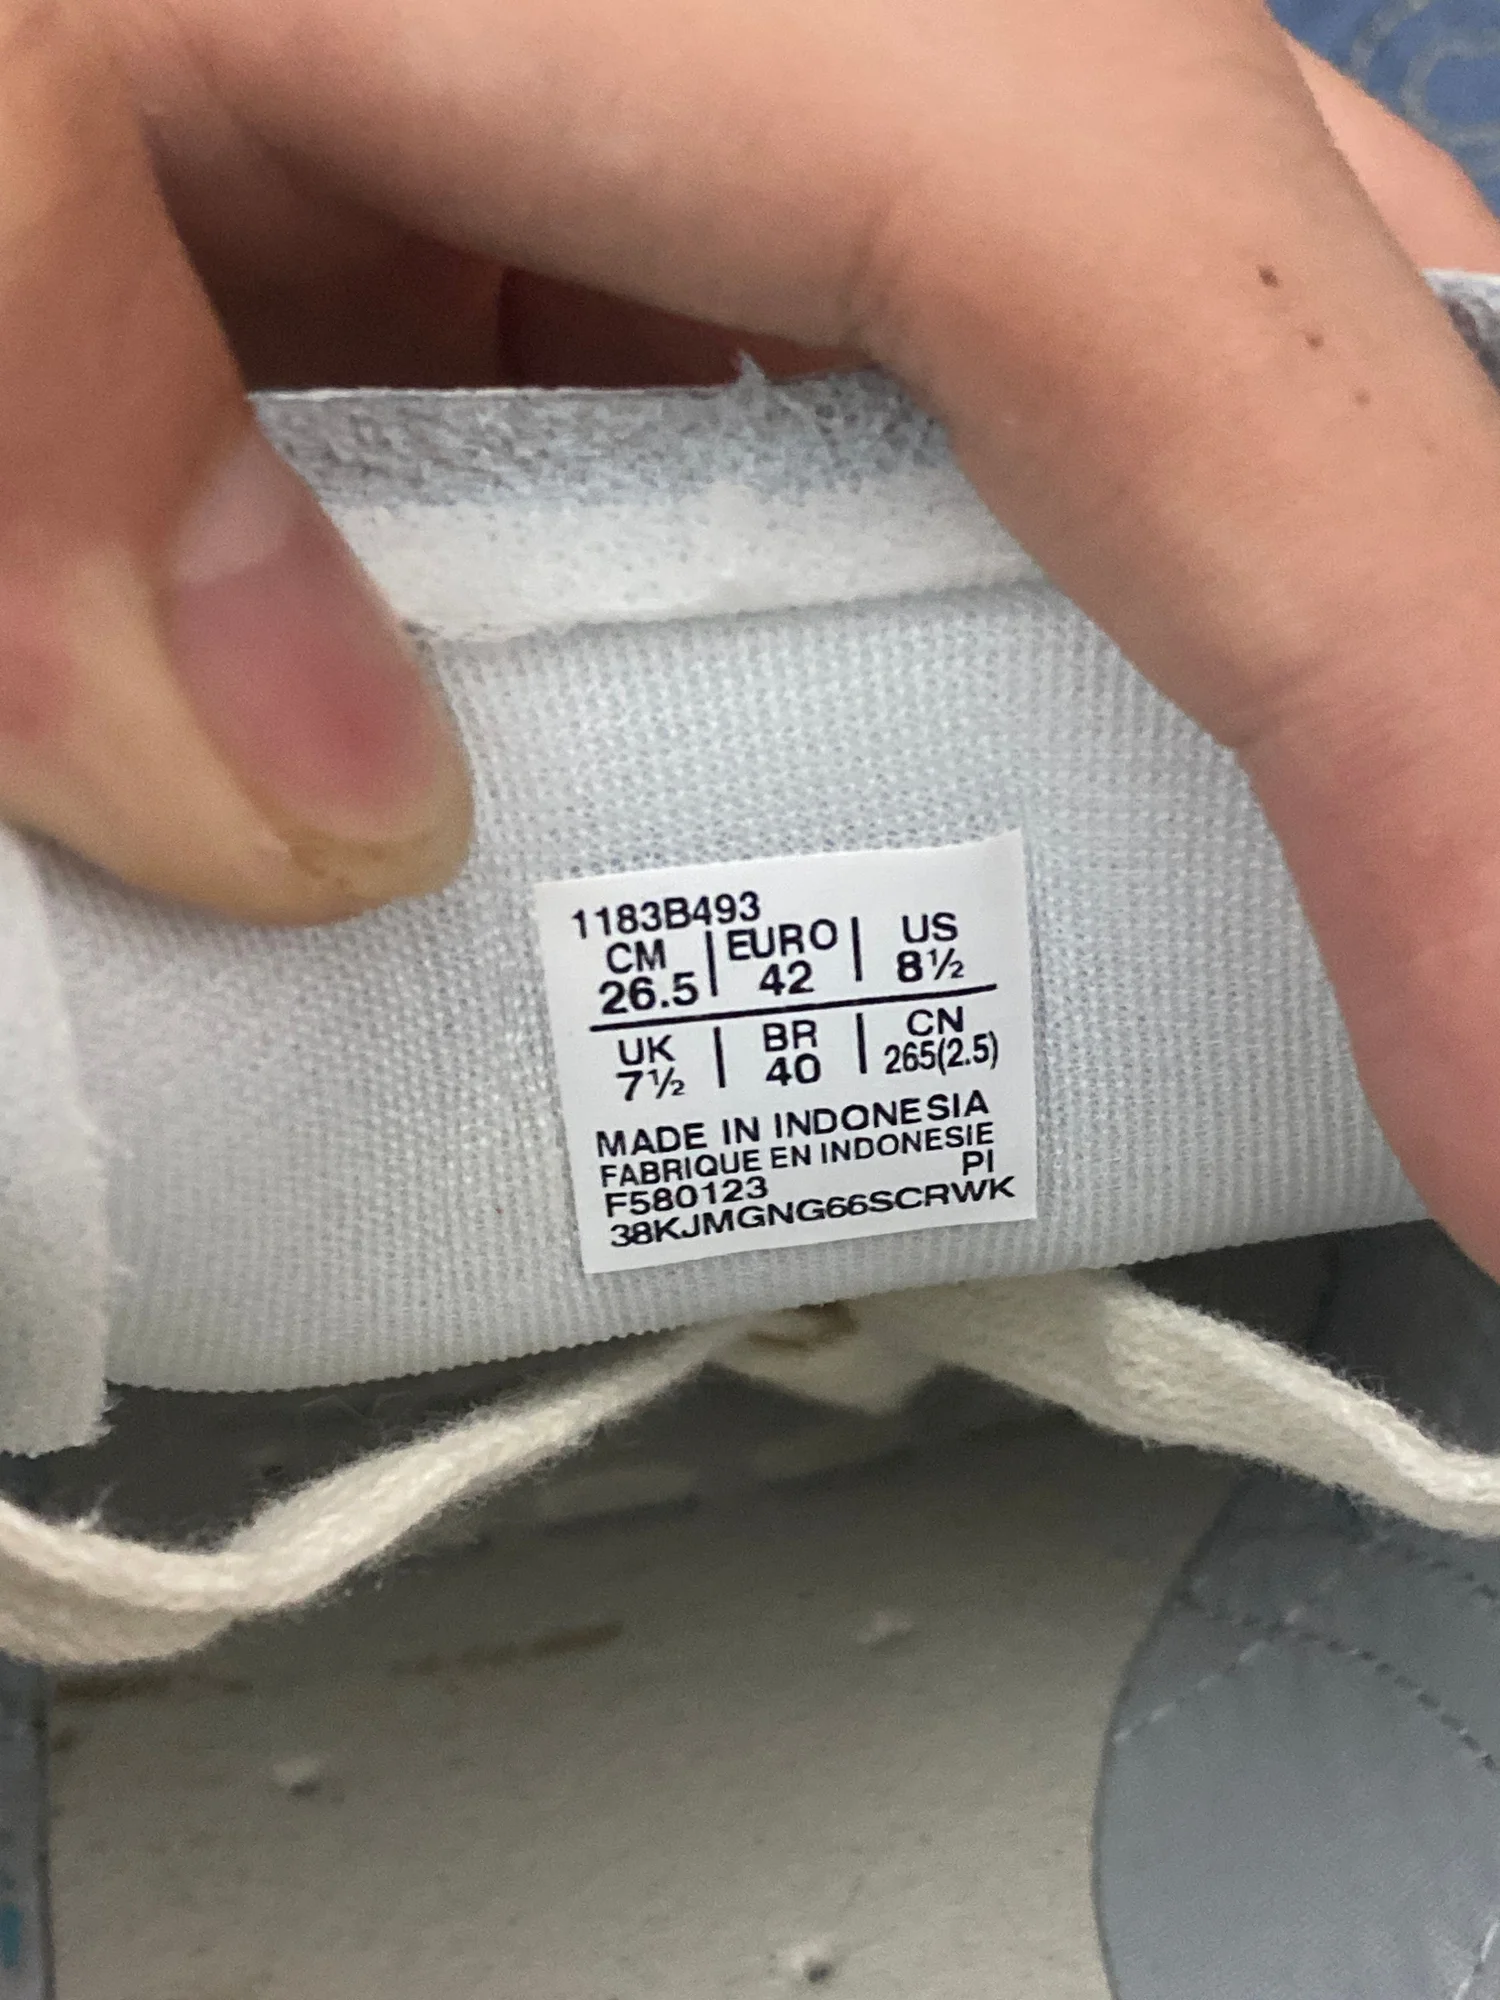 1183B493
CM | EURO | US
26.5 | 42 | 8½
UK | BR | CN
7½ | 40 | 265(2.5)
MADE IN INDONESIA
FABRIQUE EN INDONESIE
F580123 PI
38KJMGNG66SCRWK